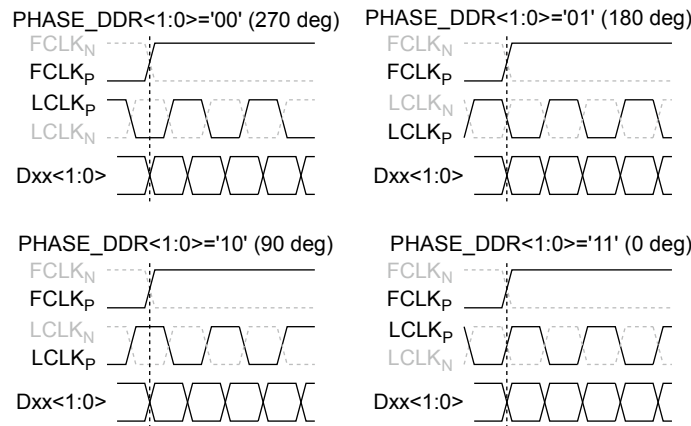 PHASE_DDR<1:0>='00' (270 deg)
FCLKN
FCLKP
LCLKP
LCLKN
Dxx<1:0>
PHASE_DDR<1:0>='01' (180 deg)
FCLKN
FCLKP
LCLKN
LCLKP
Dxx<1:0>
PHASE_DDR<1:0>='10' (90 deg)
FCLKN
FCLKP
LCLKN
LCLKP
Dxx<1:0>
PHASE_DDR<1:0>='11' (0 deg)
FCLKN
FCLKP
LCLKP
LCLKN
Dxx<1:0>